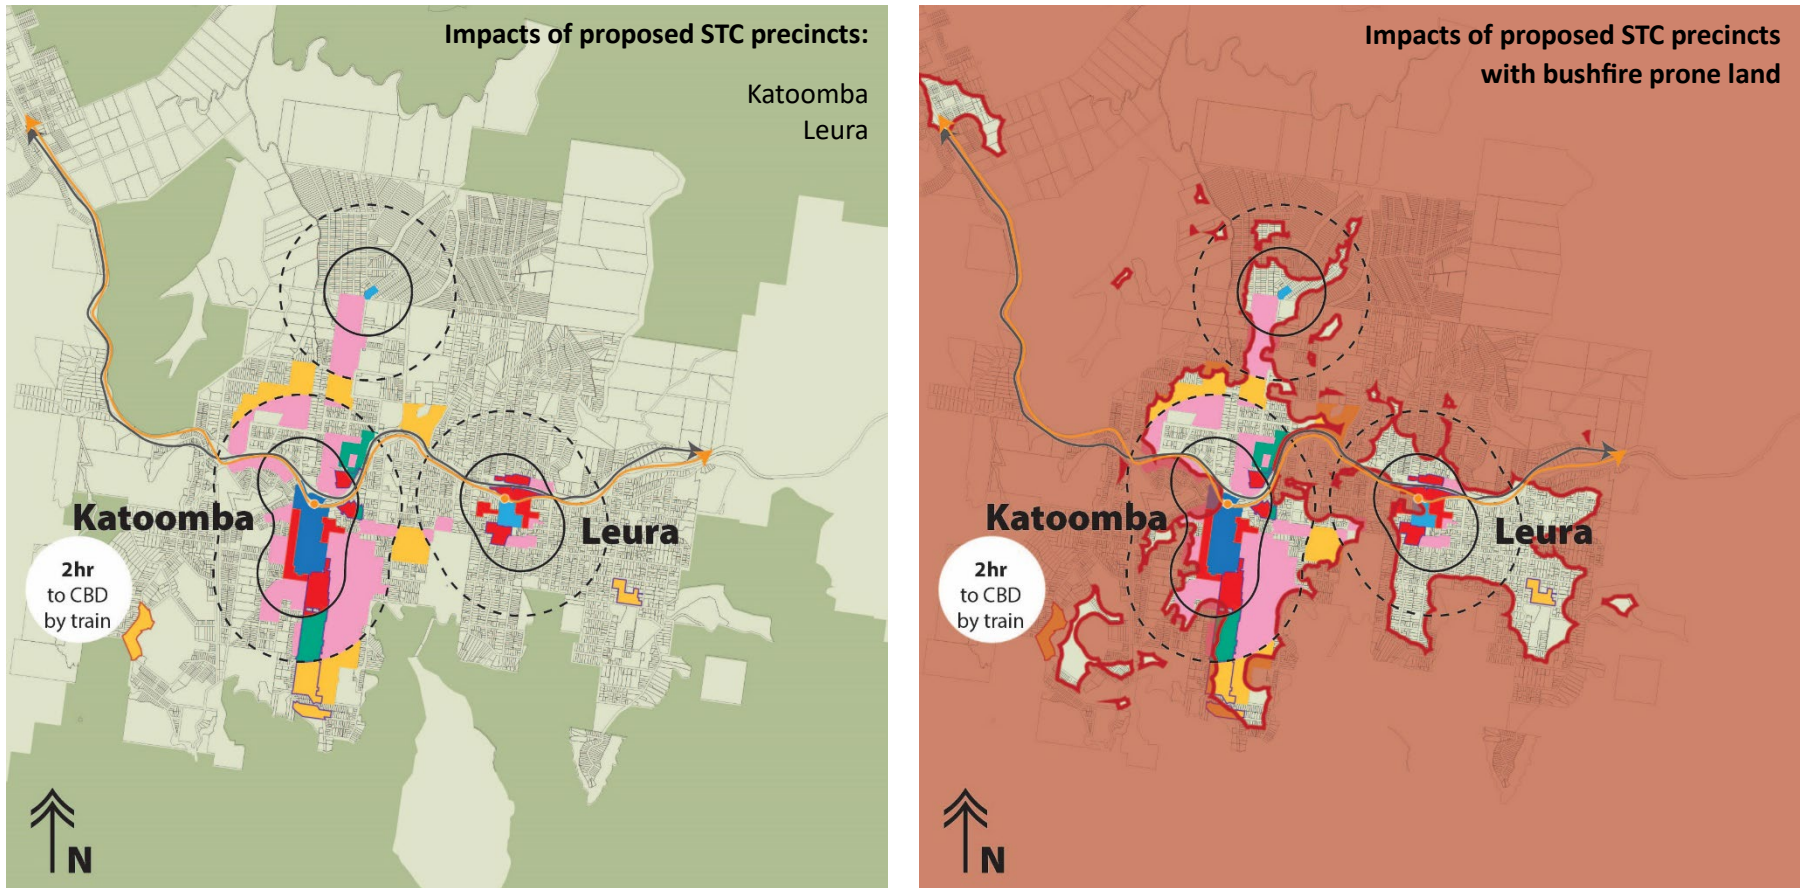 Impacts of proposed STC precincts:
Katoomba
Leura
Katoomba
Leura
2hr
to CBD
by train
N
Impacts of proposed STC precincts
with bushfire prone land
Katoomba
Leura
2hr
to CBD
by train
N